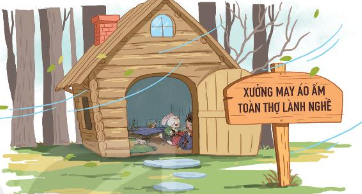 XƯỞNG MAY ÁO ẤM
TOÀN THỢ LÀNH NGHỀ